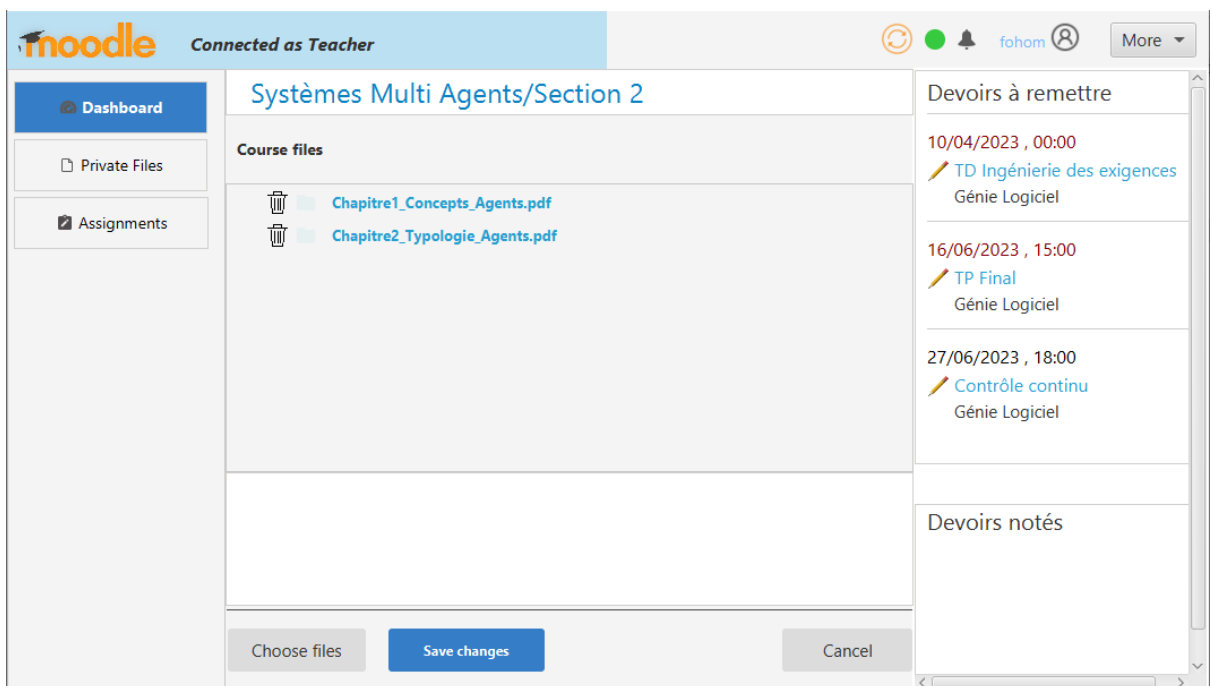 moodle
Connected as Teacher
fohom
More
Dashboard
Private Files
Assignments
Systèmes Multi Agents/Section 2
Course files
Chapitre1_Concepts_Agents.pdf
Chapitre2_Typologie_Agents.pdf
Choose files
Save changes
Cancel
Devoirs à remettre
10/04/2023 , 00:00
TD Ingénierie des exigences
Génie Logiciel
16/06/2023 , 15:00
TP Final
Génie Logiciel
27/06/2023 , 18:00
Contrôle continu
Génie Logiciel
Devoirs notés